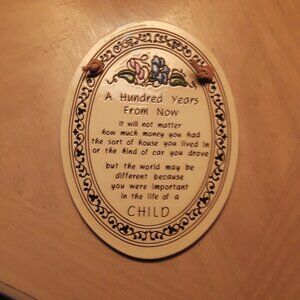 A Hundred Years
From Now
it will not matter
how much money you had
the sort of house you lived in
or the kind of car you drove
but the world may be
different because
you were important
in the life of a
CHILD